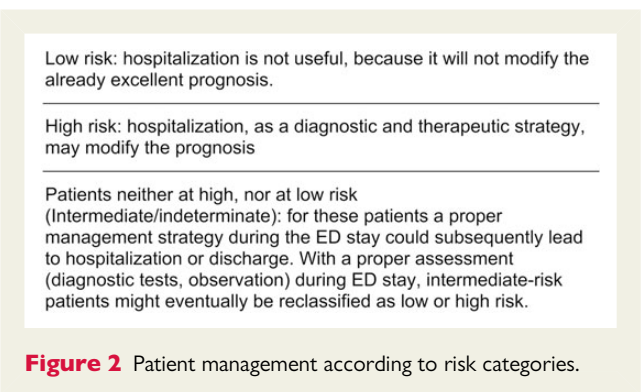 Low risk: hospitalization is not useful, because it will not modify the
already excellent prognosis.
High risk: hospitalization, as a diagnostic and therapeutic strategy,
may modify the prognosis
Patients neither at high, nor at low risk
(Intermediate/indeterminate): for these patients a proper
management strategy during the ED stay could subsequently lead
to hospitalization or discharge. With a proper assessment
(diagnostic tests, observation) during ED stay, intermediate-risk
patients might eventually be reclassified as low or high risk.
Figure 2 Patient management according to risk categories.